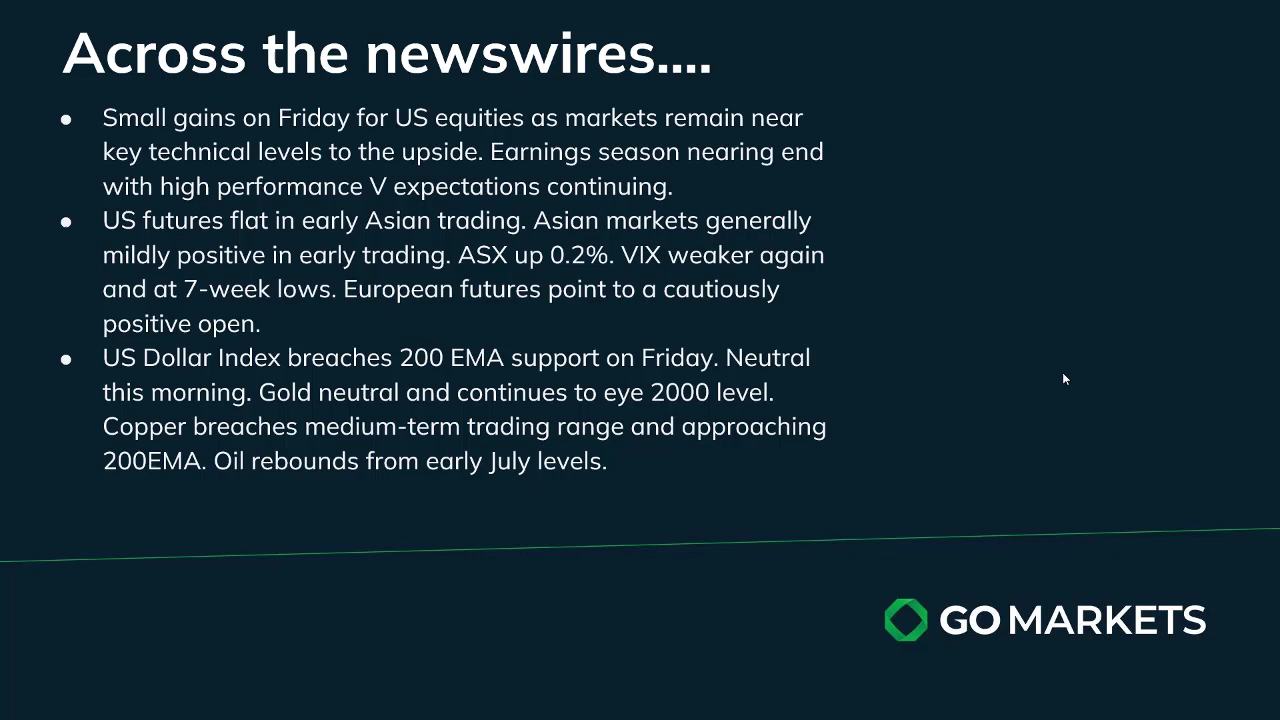 Across the newswires....
● Small gains on Friday for US equities as markets remain near
key technical levels to the upside. Earnings season nearing end
with high performance V expectations continuing.
● US futures flat in early Asian trading. Asian markets generally
mildly positive in early trading. ASX up 0.2%. VIX weaker again
and at 7-week lows. European futures point to a cautiously
positive open.
● US Dollar Index breaches 200 EMA support on Friday. Neutral
this morning. Gold neutral and continues to eye 2000 level.
Copper breaches medium-term trading range and approaching
200EMA. Oil rebounds from early July levels.
GO MARKETS